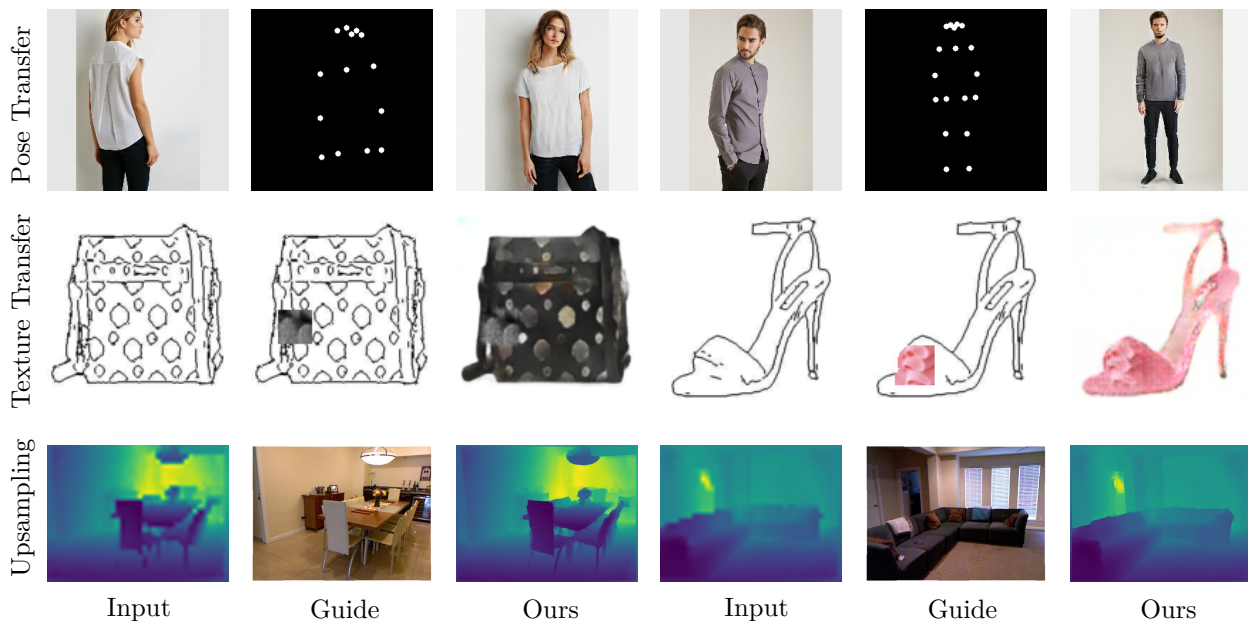 Pose Transfer
Texture Transfer
Upsampling
Input Guide Ours Input Guide Ours